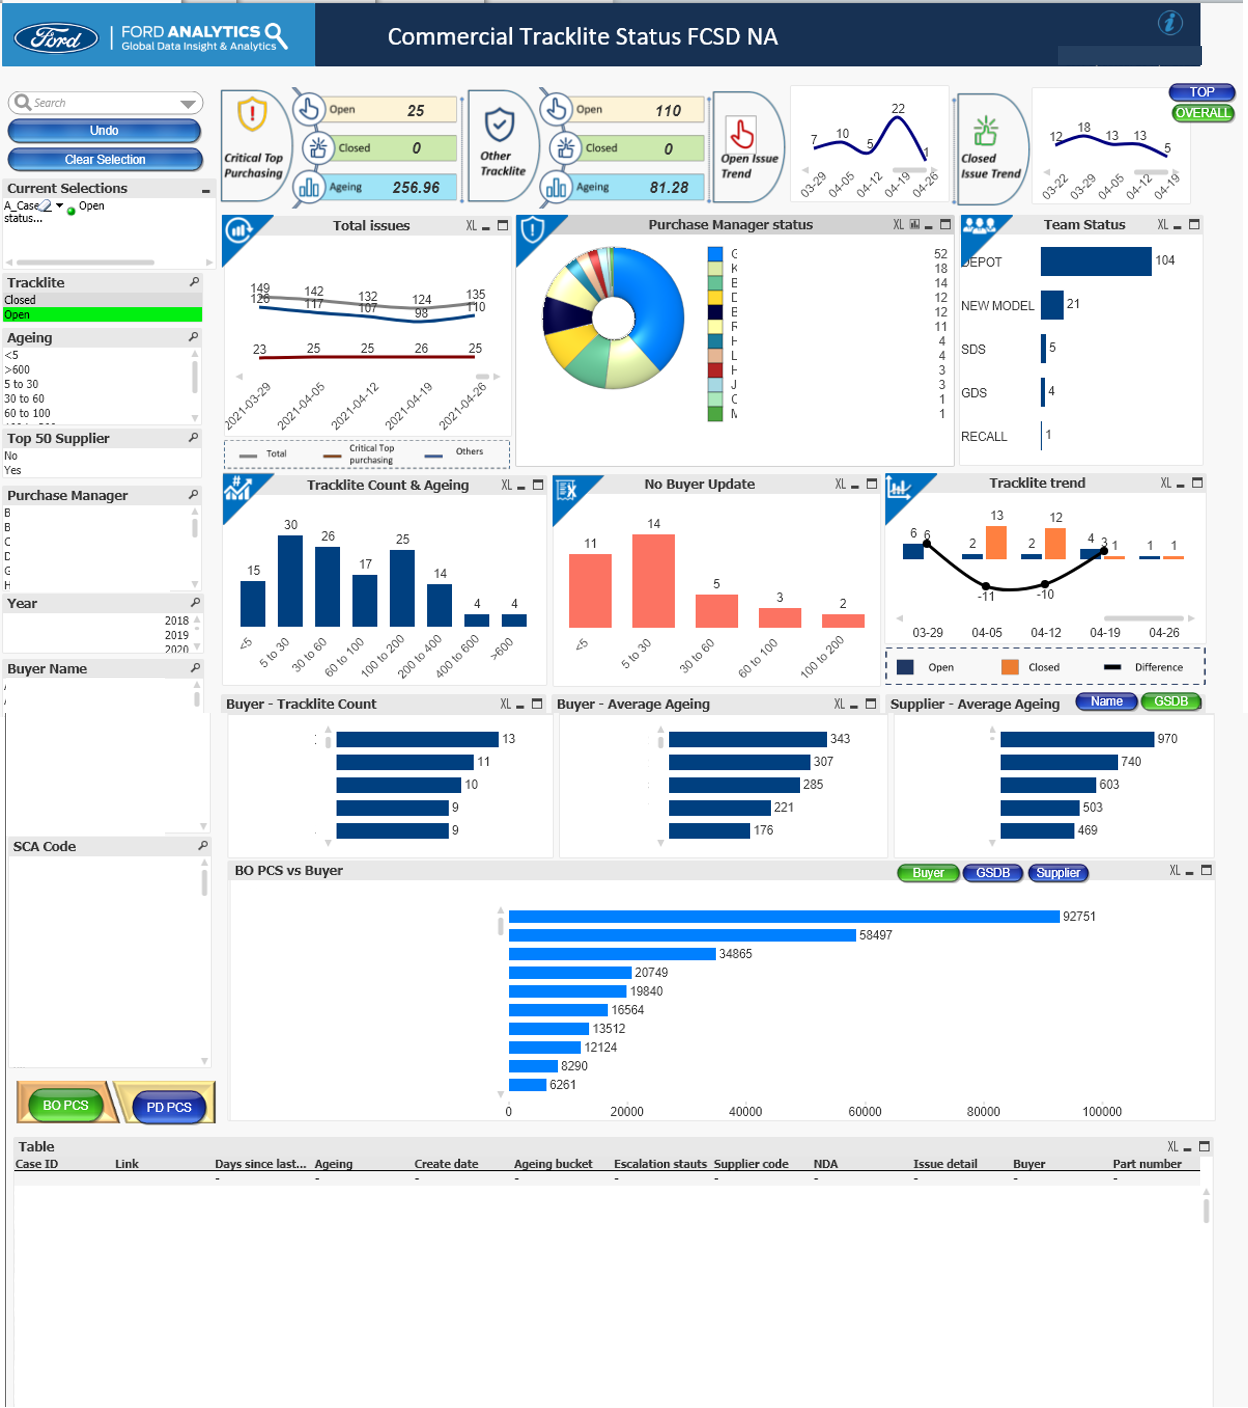 Ford
FORD ANALYTICS
Global Data Insight & Analytics
Commercial Tracklite Status FCSD NA
i
TOP
OVERALL
Search
Undo
Clear Selection
Current Selections
A_Case status...
Open
Critical Top Purchasing
Open 25
Closed 0
Ageing 256.96
Other Tracklite
Open 110
Closed 0
Ageing 81.28
Open Issue Trend
7 10 5 22 1
03-29 04-05 04-12 04-19 04-26
Closed Issue Trend
12 18 13 13 5
03-22 03-29 04-05 04-12 04-19
Tracklite
Closed
Open
Ageing
<5
>600
5 to 30
30 to 60
60 to 100
Top 50 Supplier
No
Yes
Purchase Manager
B
B
C
D
G
H
Year
2018
2019
2020
Buyer Name
SCA Code
BO PCS
PD PCS
Total issues XL
149 142 132 124 135
126 117 107 98 110
23 25 25 26 25
2021-03-29 2021-04-05 2021-04-12 2021-04-19 2021-04-26
Total
Critical Top purchasing
Others
Purchase Manager status XL
G 52
K 18
B 14
D 12
B 12
R 11
H 4
L 4
H 3
J 3
C 1
M 1
Team Status XL
DEPOT 104
NEW MODEL 21
SDS 5
GDS 4
RECALL 1
Tracklite Count & Ageing XL
15 30 26 17 25 14 4 4
<5 5 to 30 30 to 60 60 to 100 100 to 200 200 to 400 400 to 600 >600
No Buyer Update XL
11 14 5 3 2
<5 5 to 30 30 to 60 60 to 100 100 to 200
Tracklite trend XL
6 6 2 13 2 12 4 3 1 1 1
-11 -10
03-29 04-05 04-12 04-19 04-26
Open Closed Difference
Buyer - Tracklite Count XL
13
11
10
9
9
Buyer - Average Ageing XL
343
307
285
221
176
Supplier - Average Ageing
Name GSDB
970
740
603
503
469
BO PCS vs Buyer
Buyer GSDB Supplier XL
92751
58497
34865
20749
19840
16564
13512
12124
8290
6261
0 20000 40000 60000 80000 100000
Table XL
Case ID Link Days since last... Ageing Create date Ageing bucket Escalation stauts Supplier code NDA Issue detail Buyer Part number
- - - - - - - - - -